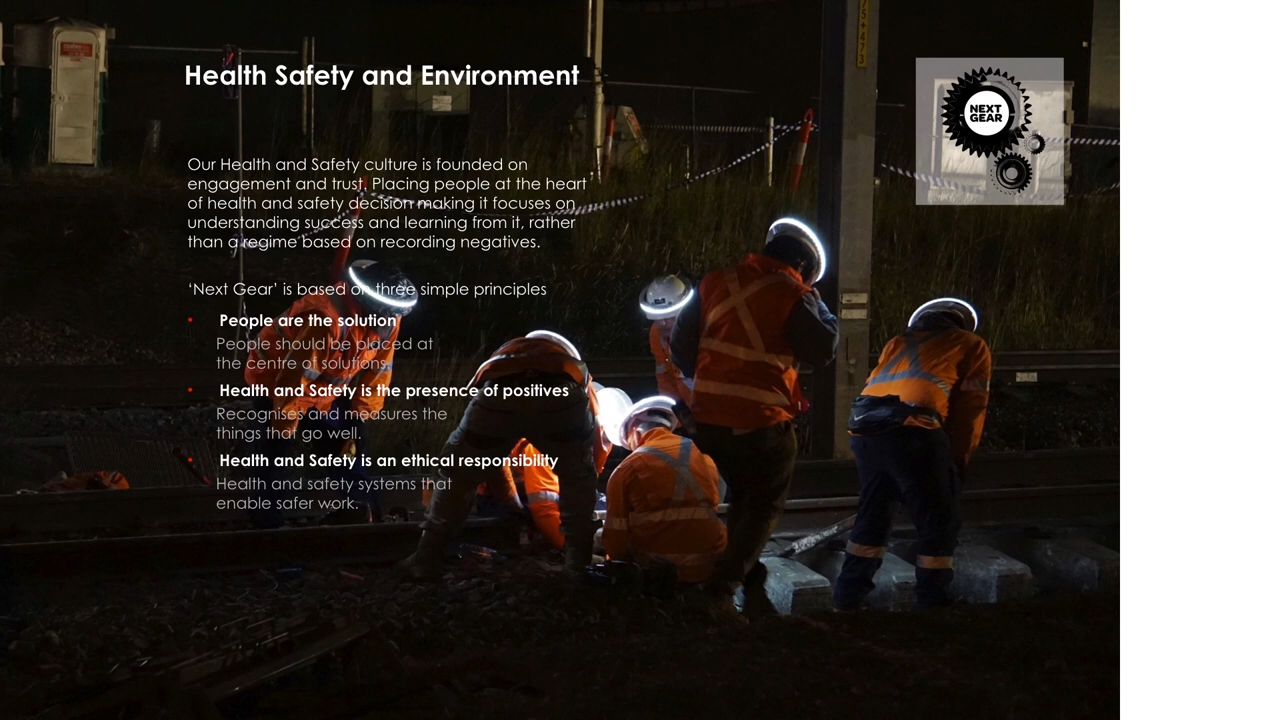 Health Safety and Environment
NEXT
GEAR
Our Health and Safety culture is founded on
engagement and trust. Placing people at the heart
of health and safety decision making it focuses on
understanding success and learning from it, rather
than a regime based on recording negatives.
‘Next Gear’ is based on three simple principles
• People are the solution
People should be placed at
the centre of solutions.
• Health and Safety is the presence of positives
Recognises and measures the
things that go well.
• Health and Safety is an ethical responsibility
Health and safety systems that
enable safer work.
75+473